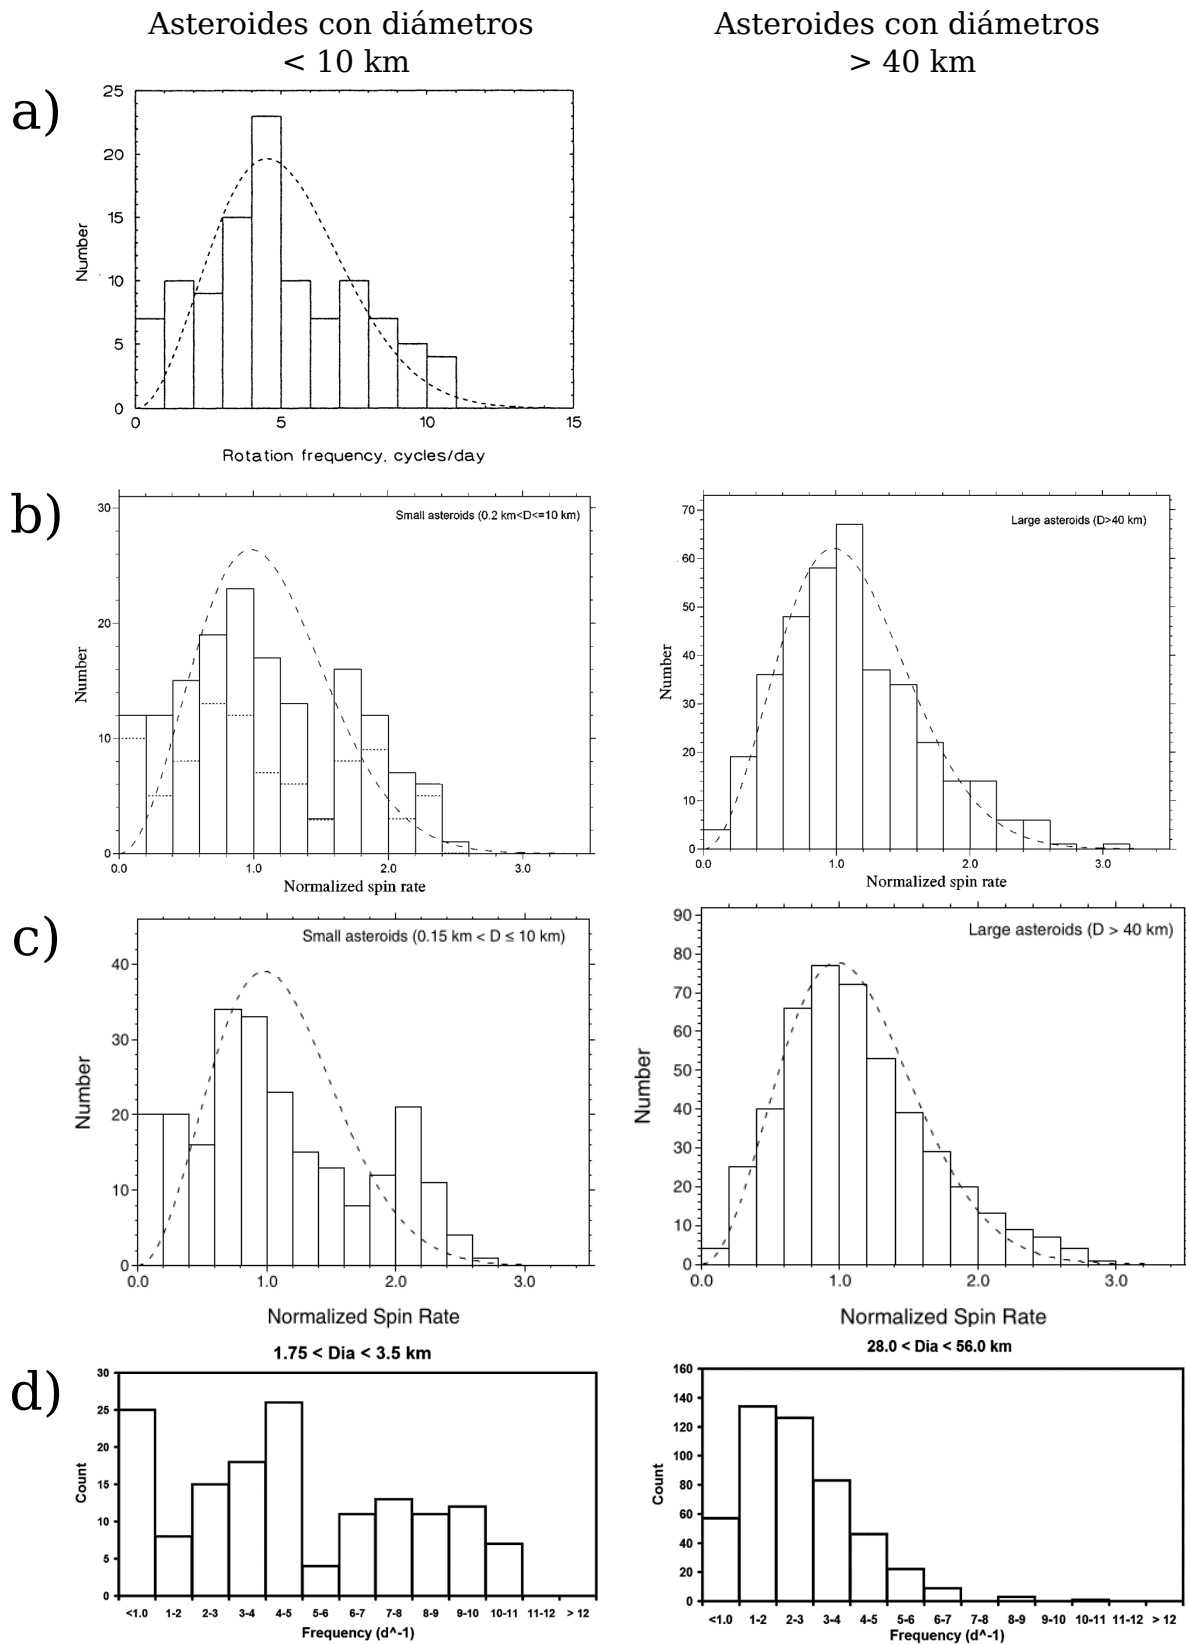 Asteroides con diámetros
< 10 km
Asteroides con diámetros
> 40 km
a)
25
20
15
10
5
0
Number
0 5 10 15
Rotation frequency, cycles/day
b)
Small asteroids (0.2 km<D<=10 km)
30
20
10
0
Number
0.0 1.0 2.0 3.0
Normalized spin rate
Large asteroids (D>40 km)
70
60
50
40
30
20
10
0
Number
0.0 1.0 2.0 3.0
Normalized spin rate
c)
Small asteroids (0.15 km < D ≤ 10 km)
40
30
20
10
0
Number
0.0 1.0 2.0 3.0
Normalized Spin Rate
Large asteroids (D > 40 km)
90
80
70
60
50
40
30
20
10
0
Number
0.0 1.0 2.0 3.0
Normalized Spin Rate
d)
1.75 < Dia < 3.5 km
30
25
20
15
10
5
0
Count
<1.0 1-2 2-3 3-4 4-5 5-6 6-7 7-8 8-9 9-10 10-11 11-12 > 12
Frequency (d^-1)
28.0 < Dia < 56.0 km
160
140
120
100
80
60
40
20
0
Count
<1.0 1-2 2-3 3-4 4-5 5-6 6-7 7-8 8-9 9-10 10-11 11-12 > 12
Frequency (d^-1)